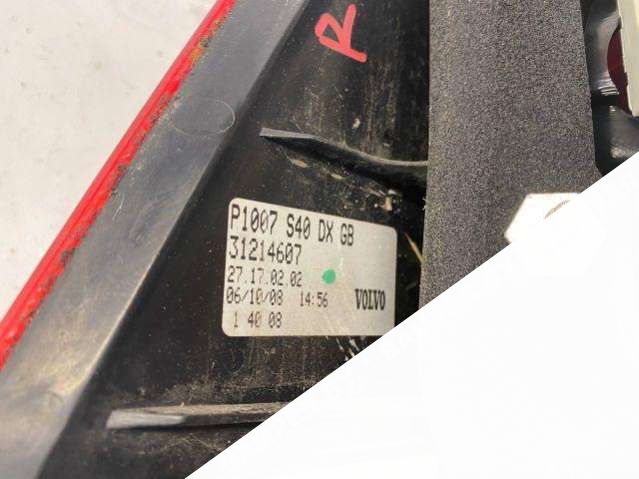 R
P1007 S40 DX GB
31214607
27.17.02.02
06/10/08 14:56 VOLVO
1 40 08